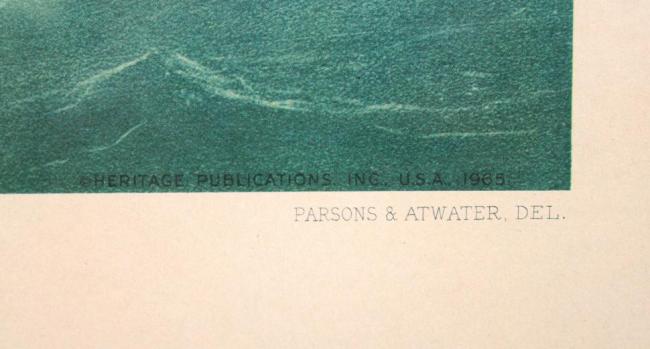 ©HERITAGE PUBLICATIONS INC. U.S.A. 1965.
PARSONS & ATWATER, DEL.